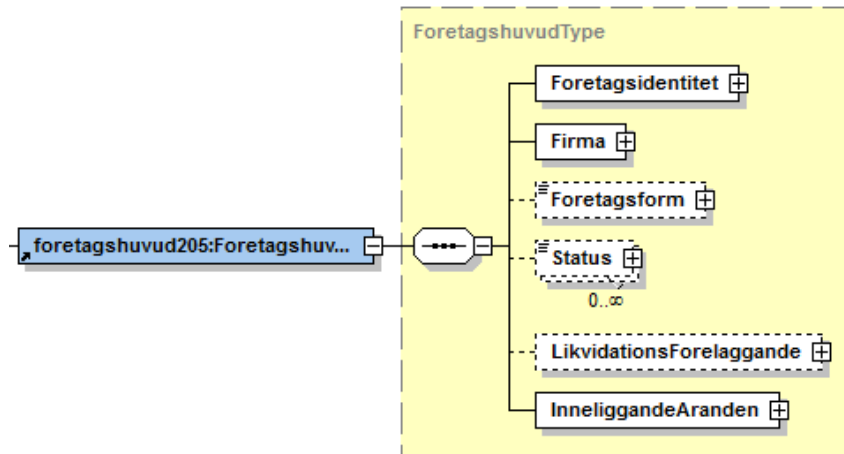 ForetagshuvudType
Foretagsidentitet
Firma
Foretagsform
foretagshuvud205:Foretagshuv...
Status
0..∞
LikvidationsForelaggande
InneliggandeAranden